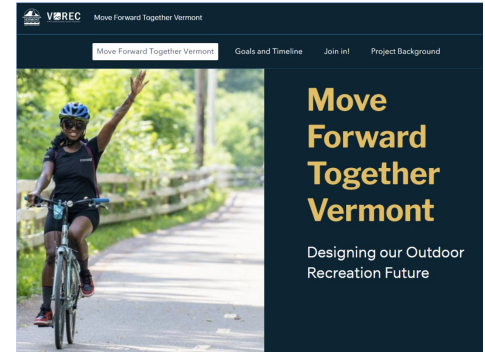 VOREC Move Forward Together Vermont
Move Forward Together Vermont Goals and Timeline Join in! Project Background
Move
Forward
Together
Vermont
Designing our Outdoor
Recreation Future